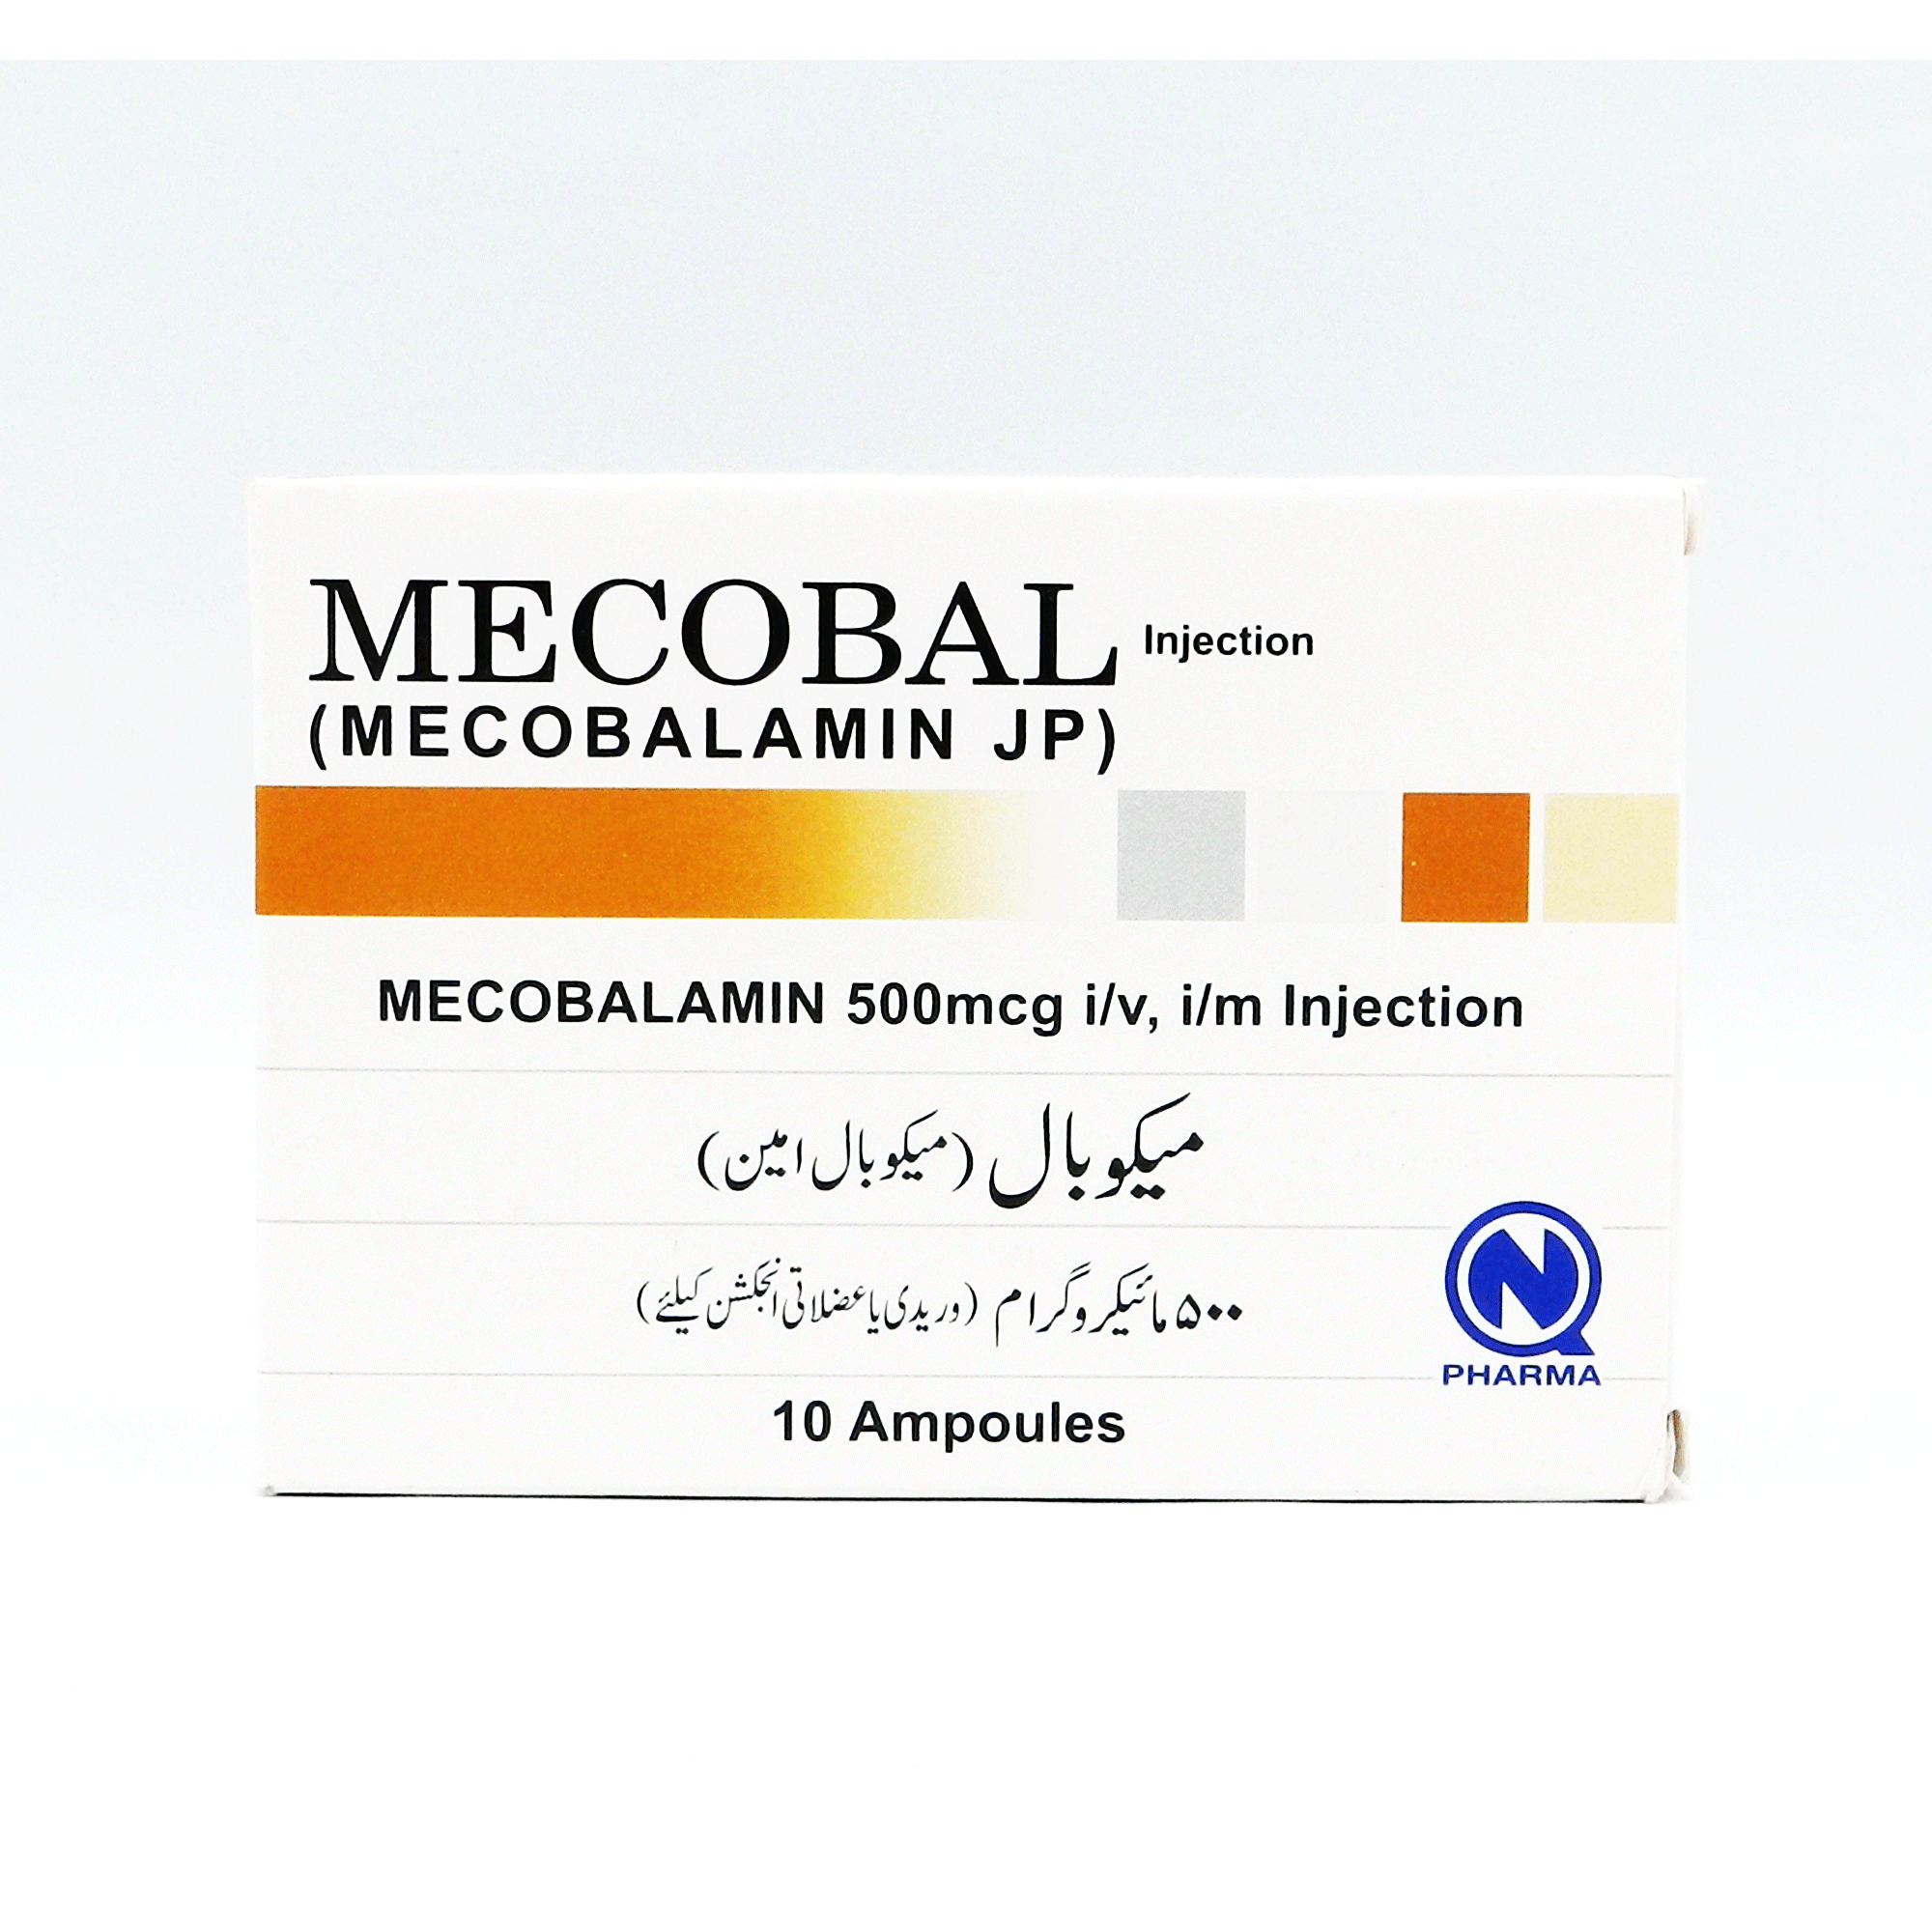 MECOBAL Injection
(MECOBALAMIN JP)
MECOBALAMIN 500mcg i/v, i/m Injection
میکوبال (میکوبال امین)
۵۰۰ مائیکروگرام (وریدی یا عضلاتی انجکشن کیلئے)
NQ
PHARMA
10 Ampoules